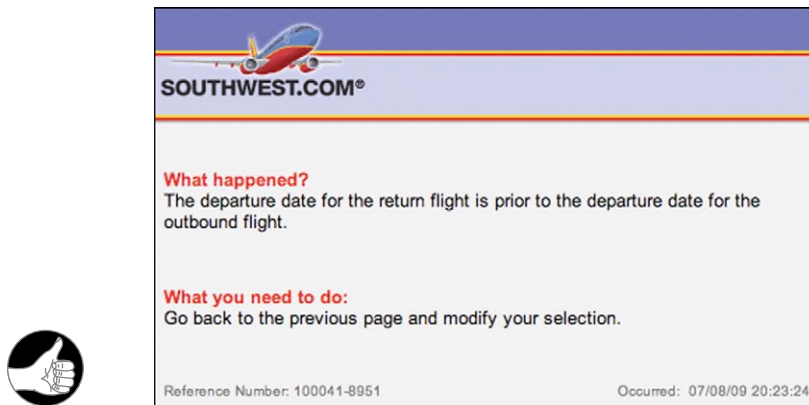 SOUTHWEST.COM®
What happened?
The departure date for the return flight is prior to the departure date for the
outbound flight.
What you need to do:
Go back to the previous page and modify your selection.
Reference Number: 100041-8951
Occurred: 07/08/09 20:23:24